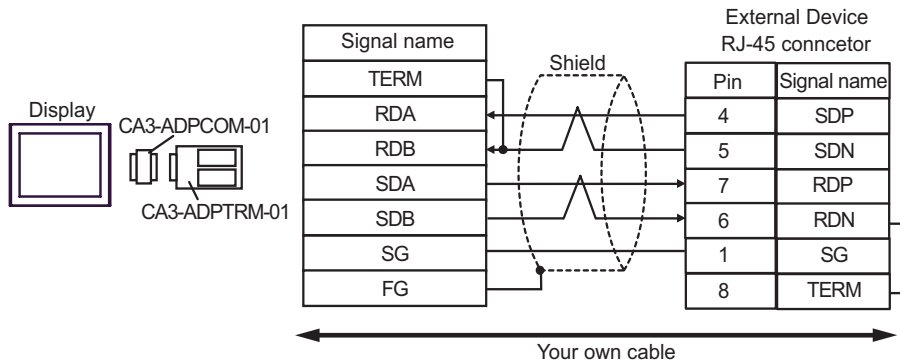 External Device
RJ-45 conncetor
Signal name
Shield
Pin Signal name
TERM
Display
RDA
4 SDP
CA3-ADPCOM-01
RDB
5 SDN
SDA
7 RDP
CA3-ADPTRM-01
SDB
6 RDN
SG
1 SG
FG
8 TERM
Your own cable